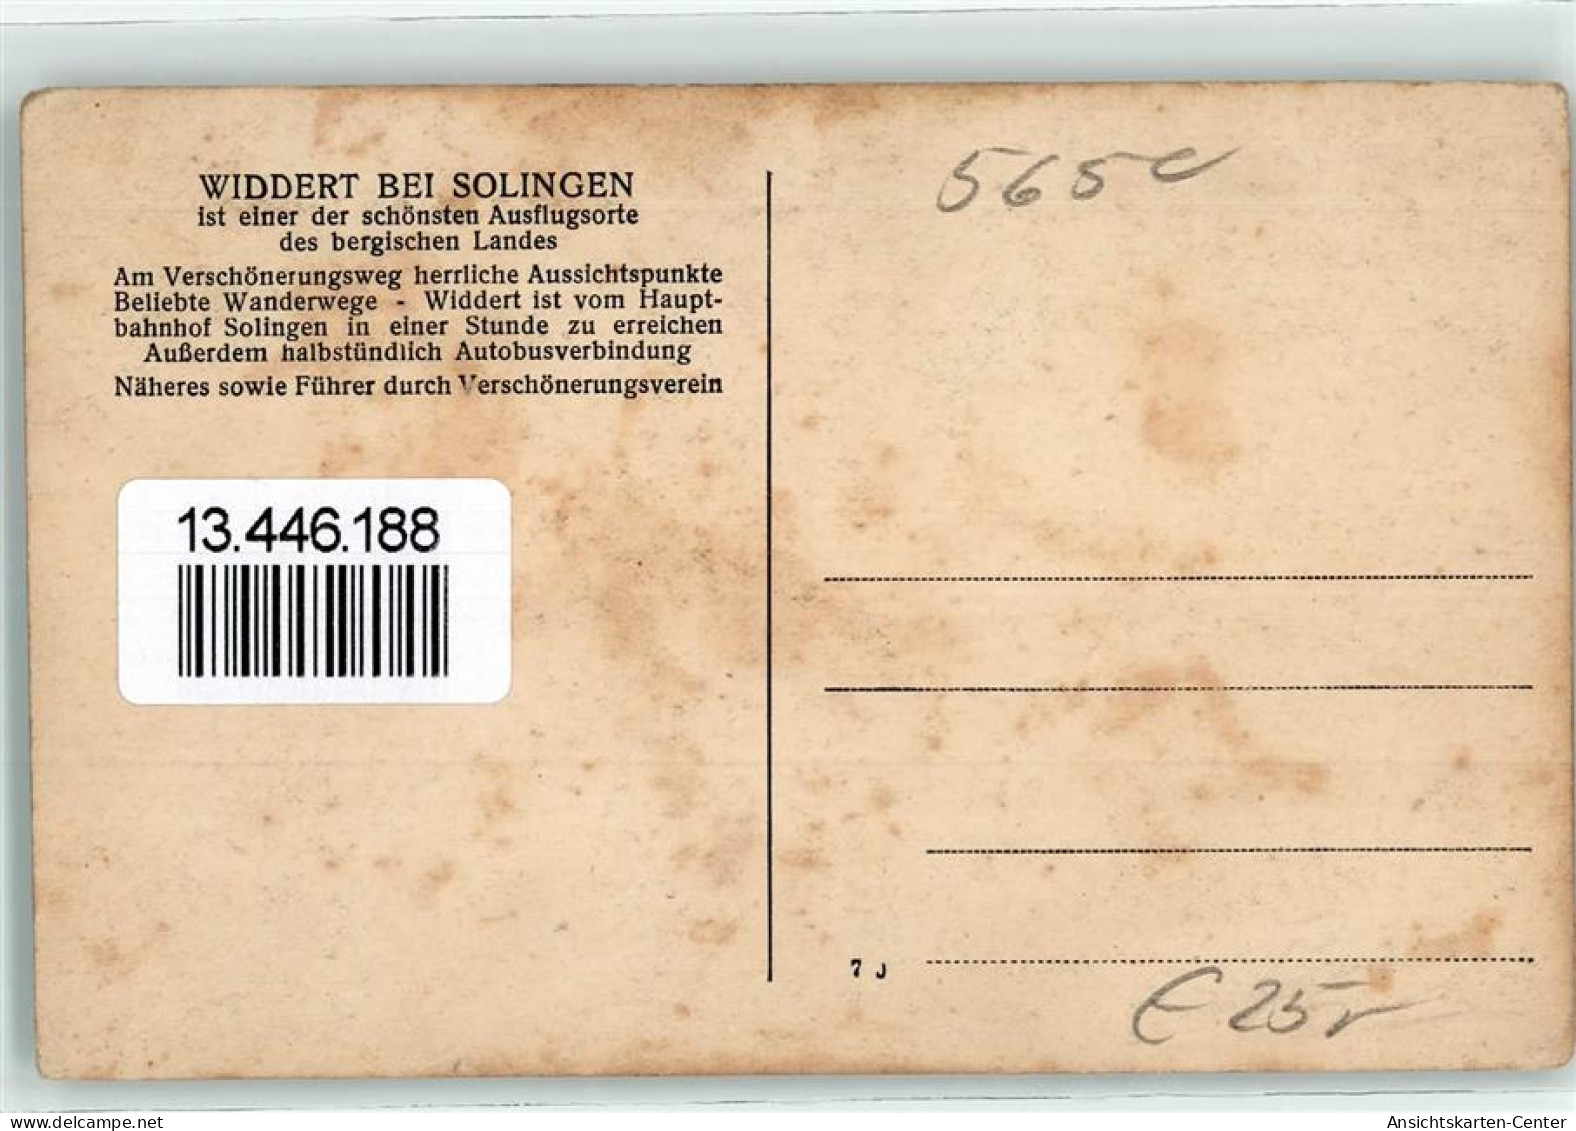 WIDDERT BEI SOLINGEN
ist einer der schönsten Ausflugsorte
des bergischen Landes
Am Verschönerungsweg herrliche Aussichtspunkte
Beliebte Wanderwege - Widdert ist vom Haupt-
bahnhof Solingen in einer Stunde zu erreichen
Außerdem halbstündlich Autobusverbindung
Näheres sowie Führer durch Verschönerungsverein
13.446.188
565c
7 J
delcampe.net
Ansichtskarten-Center